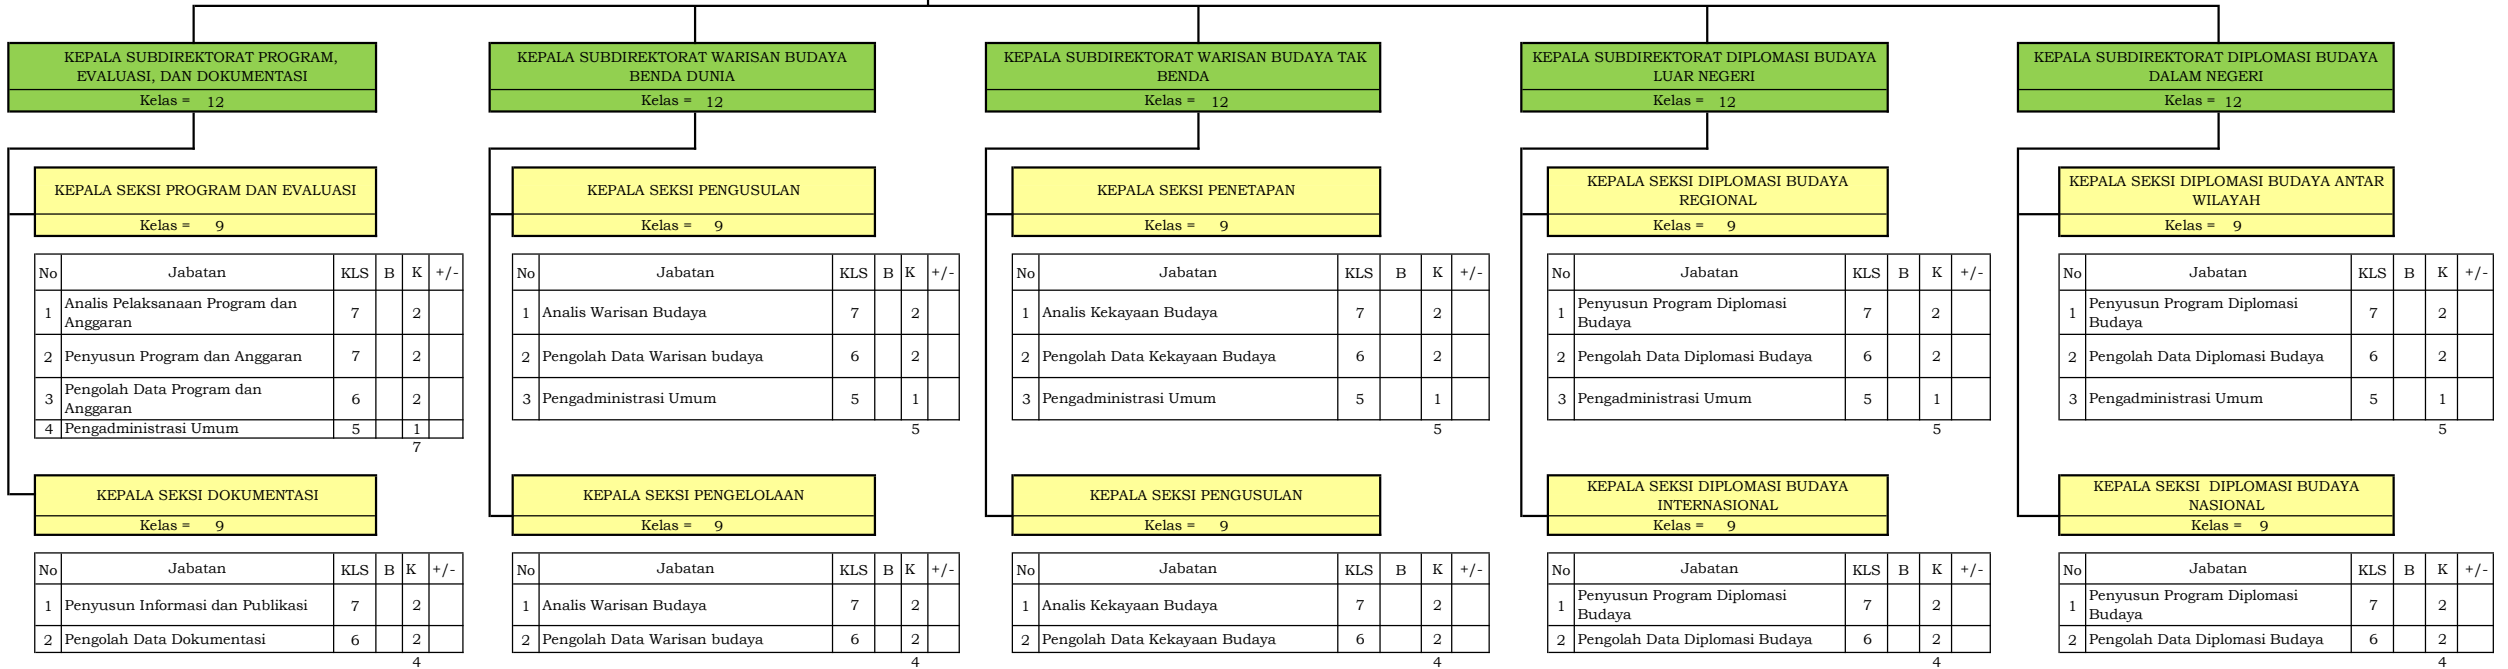 KEPALA SUBDIREKTORAT PROGRAM,
EVALUASI, DAN DOKUMENTASI
Kelas = 12
KEPALA SEKSI PROGRAM DAN EVALUASI
Kelas = 9
No Jabatan KLS B K +/-
1 Analis Pelaksanaan Program dan
Anggaran 7 2
2 Penyusun Program dan Anggaran 7 2
3 Pengolah Data Program dan
Anggaran 6 2
4 Pengadministrasi Umum 5 1
7
KEPALA SEKSI DOKUMENTASI
Kelas = 9
No Jabatan KLS B K +/-
1 Penyusun Informasi dan Publikasi 7 2
2 Pengolah Data Dokumentasi 6 2
4
KEPALA SUBDIREKTORAT WARISAN BUDAYA
BENDA DUNIA
Kelas = 12
KEPALA SEKSI PENGUSULAN
Kelas = 9
No Jabatan KLS B K +/-
1 Analis Warisan Budaya 7 2
2 Pengolah Data Warisan budaya 6 2
3 Pengadministrasi Umum 5 1
5
KEPALA SEKSI PENGELOLAAN
Kelas = 9
No Jabatan KLS B K +/-
1 Analis Warisan Budaya 7 2
2 Pengolah Data Warisan budaya 6 2
4
KEPALA SUBDIREKTORAT WARISAN BUDAYA TAK
BENDA
Kelas = 12
KEPALA SEKSI PENETAPAN
Kelas = 9
No Jabatan KLS B K +/-
1 Analis Kekayaan Budaya 7 2
2 Pengolah Data Kekayaan Budaya 6 2
3 Pengadministrasi Umum 5 1
5
KEPALA SEKSI PENGUSULAN
Kelas = 9
No Jabatan KLS B K +/-
1 Analis Kekayaan Budaya 7 2
2 Pengolah Data Kekayaan Budaya 6 2
4
KEPALA SUBDIREKTORAT DIPLOMASI BUDAYA
LUAR NEGERI
Kelas = 12
KEPALA SEKSI DIPLOMASI BUDAYA
REGIONAL
Kelas = 9
No Jabatan KLS B K +/-
1 Penyusun Program Diplomasi
Budaya 7 2
2 Pengolah Data Diplomasi Budaya 6 2
3 Pengadministrasi Umum 5 1
5
KEPALA SEKSI DIPLOMASI BUDAYA
INTERNASIONAL
Kelas = 9
No Jabatan KLS B K +/-
1 Penyusun Program Diplomasi
Budaya 7 2
2 Pengolah Data Diplomasi Budaya 6 2
4
KEPALA SUBDIREKTORAT DIPLOMASI BUDAYA
DALAM NEGERI
Kelas = 12
KEPALA SEKSI DIPLOMASI BUDAYA ANTAR
WILAYAH
Kelas = 9
No Jabatan KLS B K +/-
1 Penyusun Program Diplomasi
Budaya 7 2
2 Pengolah Data Diplomasi Budaya 6 2
3 Pengadministrasi Umum 5 1
5
KEPALA SEKSI DIPLOMASI BUDAYA
NASIONAL
Kelas = 9
No Jabatan KLS B K +/-
1 Penyusun Program Diplomasi
Budaya 7 2
2 Pengolah Data Diplomasi Budaya 6 2
4